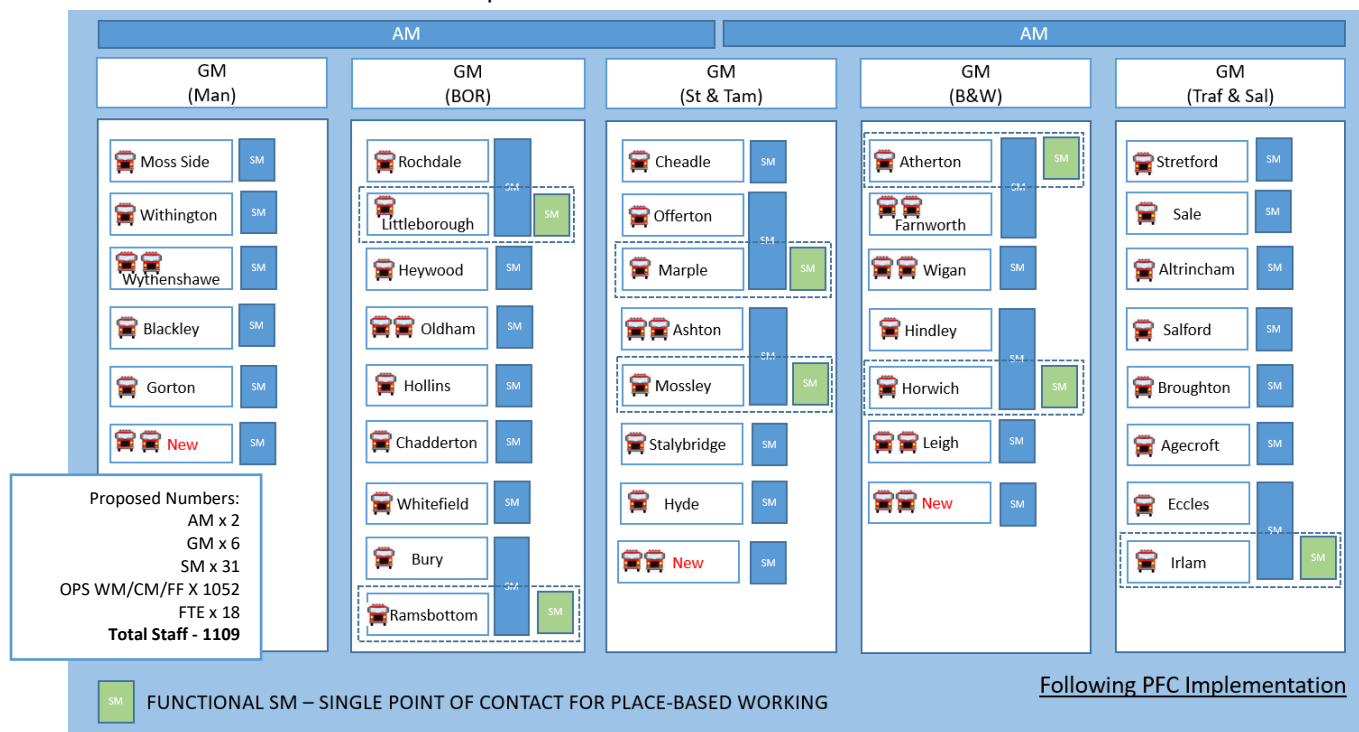 AM
AM
GM
(Man)
GM
(BOR)
GM
(St & Tam)
GM
(B&W)
GM
(Traf & Sal)
Moss Side
SM
Withington
SM
Wythenshawe
SM
Blackley
SM
Gorton
SM
New
SM
Rochdale
SM
Littleborough
SM
Heywood
SM
Oldham
SM
Hollins
SM
Chadderton
SM
Whitefield
SM
Bury
SM
Ramsbottom
SM
Cheadle
SM
Offerton
SM
Marple
SM
Ashton
SM
Mossley
SM
Stalybridge
SM
Hyde
SM
New
SM
Atherton
SM
SM
Farnworth
Wigan
SM
Hindley
SM
Horwich
SM
Leigh
SM
New
SM
Stretford
SM
Sale
SM
Altrincham
SM
Salford
SM
Broughton
SM
Agecroft
SM
Eccles
SM
Irlam
SM
Proposed Numbers:
AM x 2
GM x 6
SM x 31
OPS WM/CM/FF X 1052
FTE x 18
Total Staff - 1109
SM
FUNCTIONAL SM – SINGLE POINT OF CONTACT FOR PLACE-BASED WORKING
Following PFC Implementation